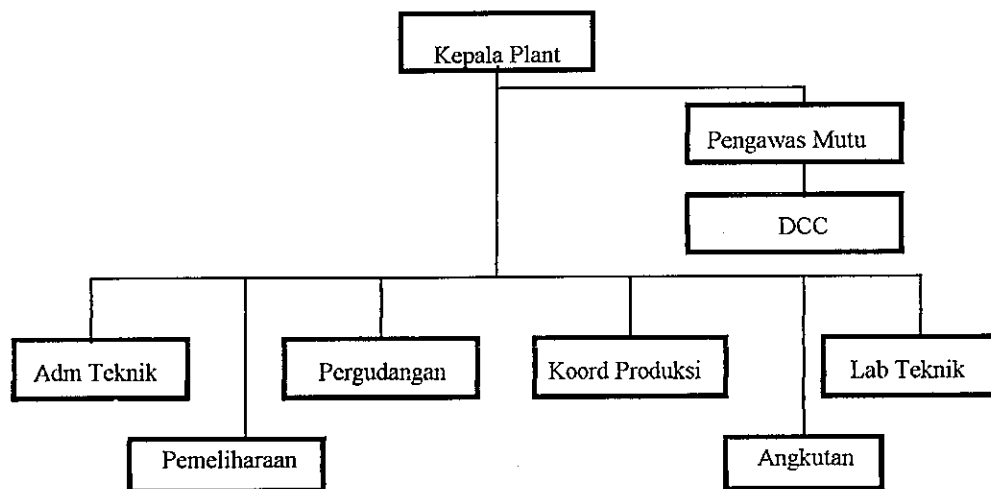 Kepala Plant
Pengawas Mutu
DCC
Adm Teknik
Pergudangan
Koord Produksi
Lab Teknik
Pemeliharaan
Angkutan